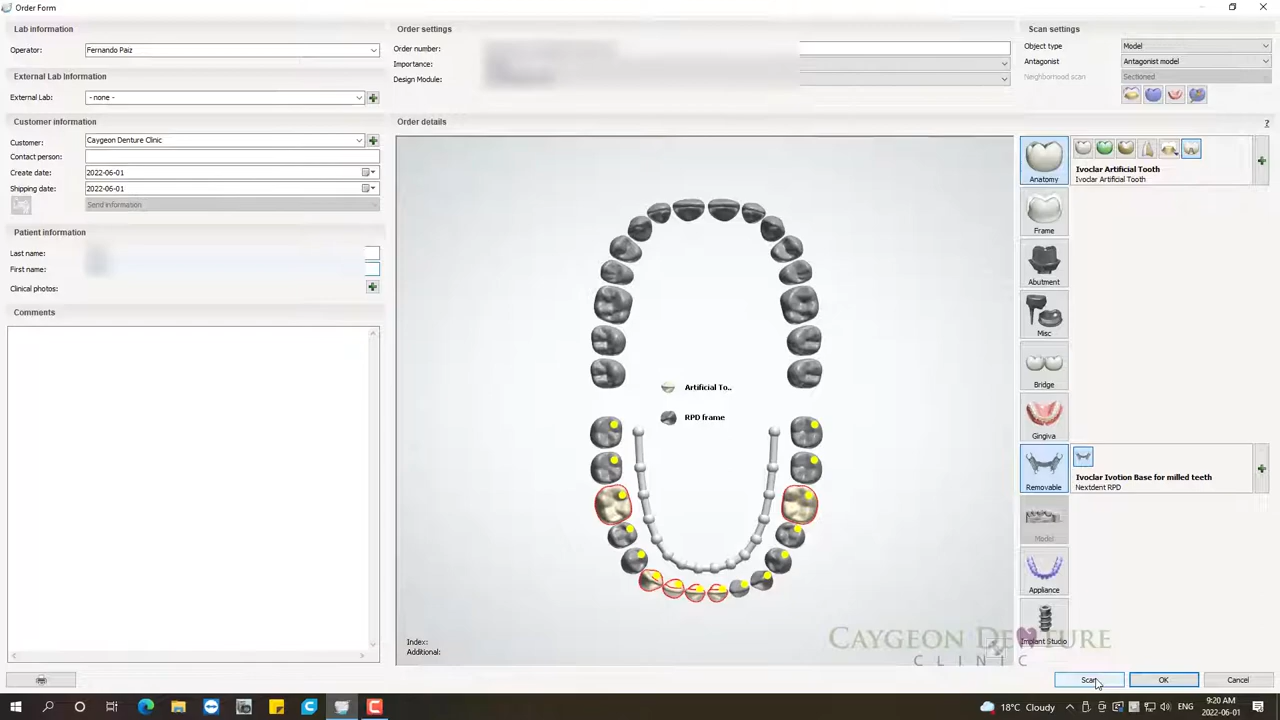 Order Form
Lab information
Operator: Fernando Paiz
External Lab Information
External Lab: - none -
Customer information
Customer: Caygeon Denture Clinic
Contact person:
Create date: 2022-06-01
Shipping date: 2022-06-01
Send information
Patient information
Last name:
First name:
Clinical photos:
Comments
Order settings
Order number:
Importance:
Design Module:
Order details
?
Artificial To..
RPD frame
Index:
Additional:
Scan settings
Object type Model
Antagonist Antagonist model
Neighborhood scan Sectioned
Anatomy
Ivoclar Artificial Tooth
Ivoclar Artificial Tooth
Frame
Abutment
Misc
Bridge
Gingiva
Removable
Ivoclar Ivotion Base for milled teeth
Nextdent RPD
Model
Appliance
Implant Studio
CAYGEON DENTURE
CLINIC
Scan
OK
Cancel
18°C Cloudy
ENG
9:20 AM
2022-06-01